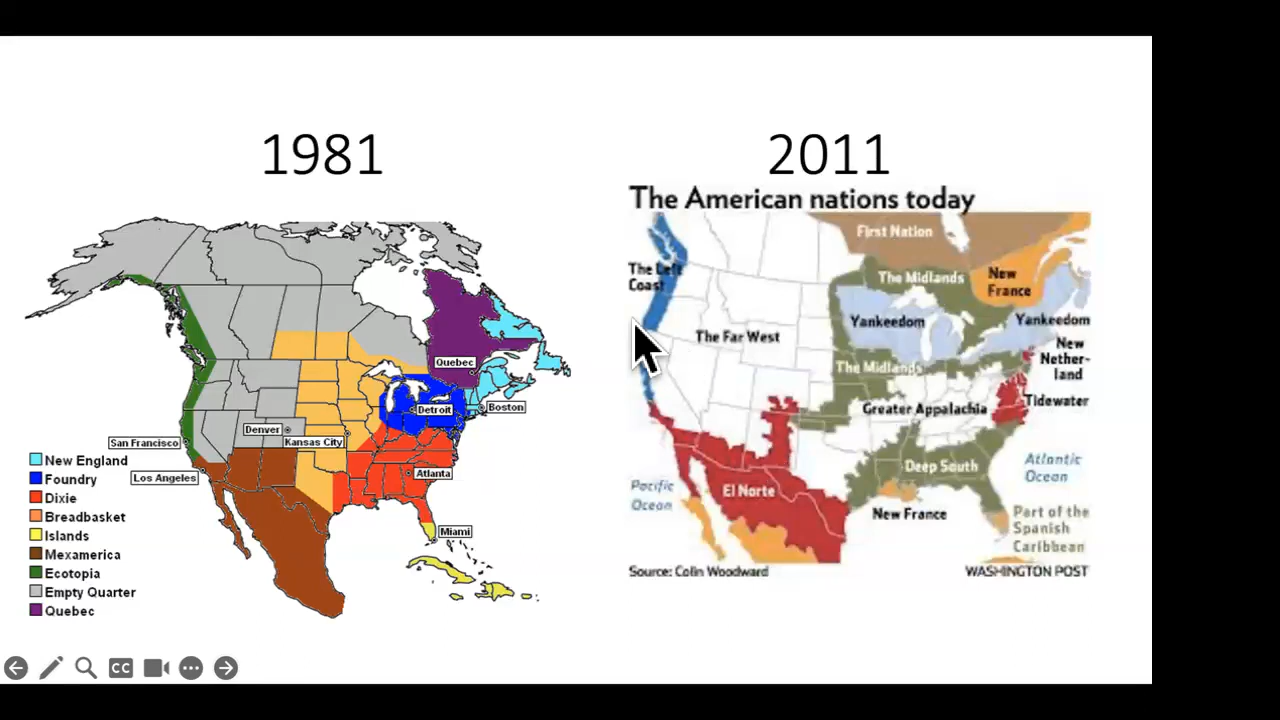 1981
Quebec
Detroit
Boston
Denver
Kansas City
San Francisco
Los Angeles
Atlanta
Miami
New England
Foundry
Dixie
Breadbasket
Islands
Mexamerica
Ecotopia
Empty Quarter
Quebec
2011
The American nations today
First Nation
The Left
Coast
The Midlands
New
France
Yankeedom
Yankeedom
The Far West
New
Nether-
land
The Midlands
Tidewater
Greater Appalachia
Deep South
Atlantic
Ocean
El Norte
Pacific
Ocean
New France
Part of the
Spanish
Caribbean
Source: Colin Woodward
WASHINGTON POST
CC